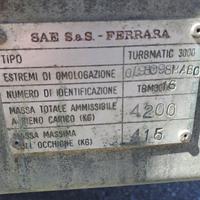 SAE S.&S. - FERRARA
TIPO TURBMATIC 3000
ESTREMI DI OMOLOGAZIONE
NUMERO DI IDENTIFICAZIONE
MASSA TOTALE AMMISSIBILE
A PIENO CARICO (KG) 4200
MASSA MASSIMA
ALL'OCCHIONE (KG) 415